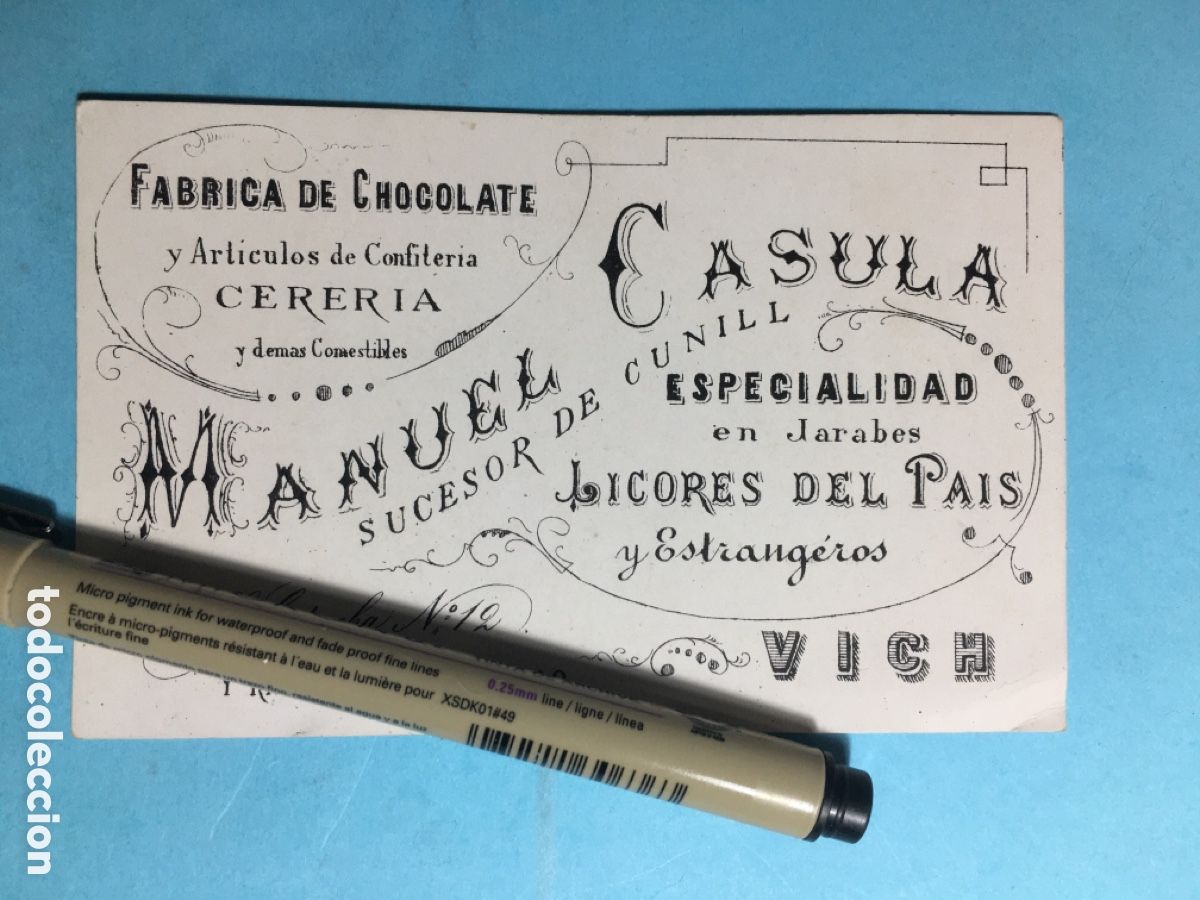 FABRICA DE CHOCOLATE
y Articulos de Confiteria
CERERIA
y demas Comestibles
MANUEL CASULA
SUCESOR DE CUNILL
ESPECIALIDAD
en Jarabes
LICORES DEL PAIS
y Estrangéros
Nº 12
VICH
Micro pigment ink for waterproof and fade proof fine lines
Encre à micro-pigments résistant à l'eau et la lumière pour
l'écriture fine
XSDK01#49
0.25mm line / ligne / línea
todocoleccion